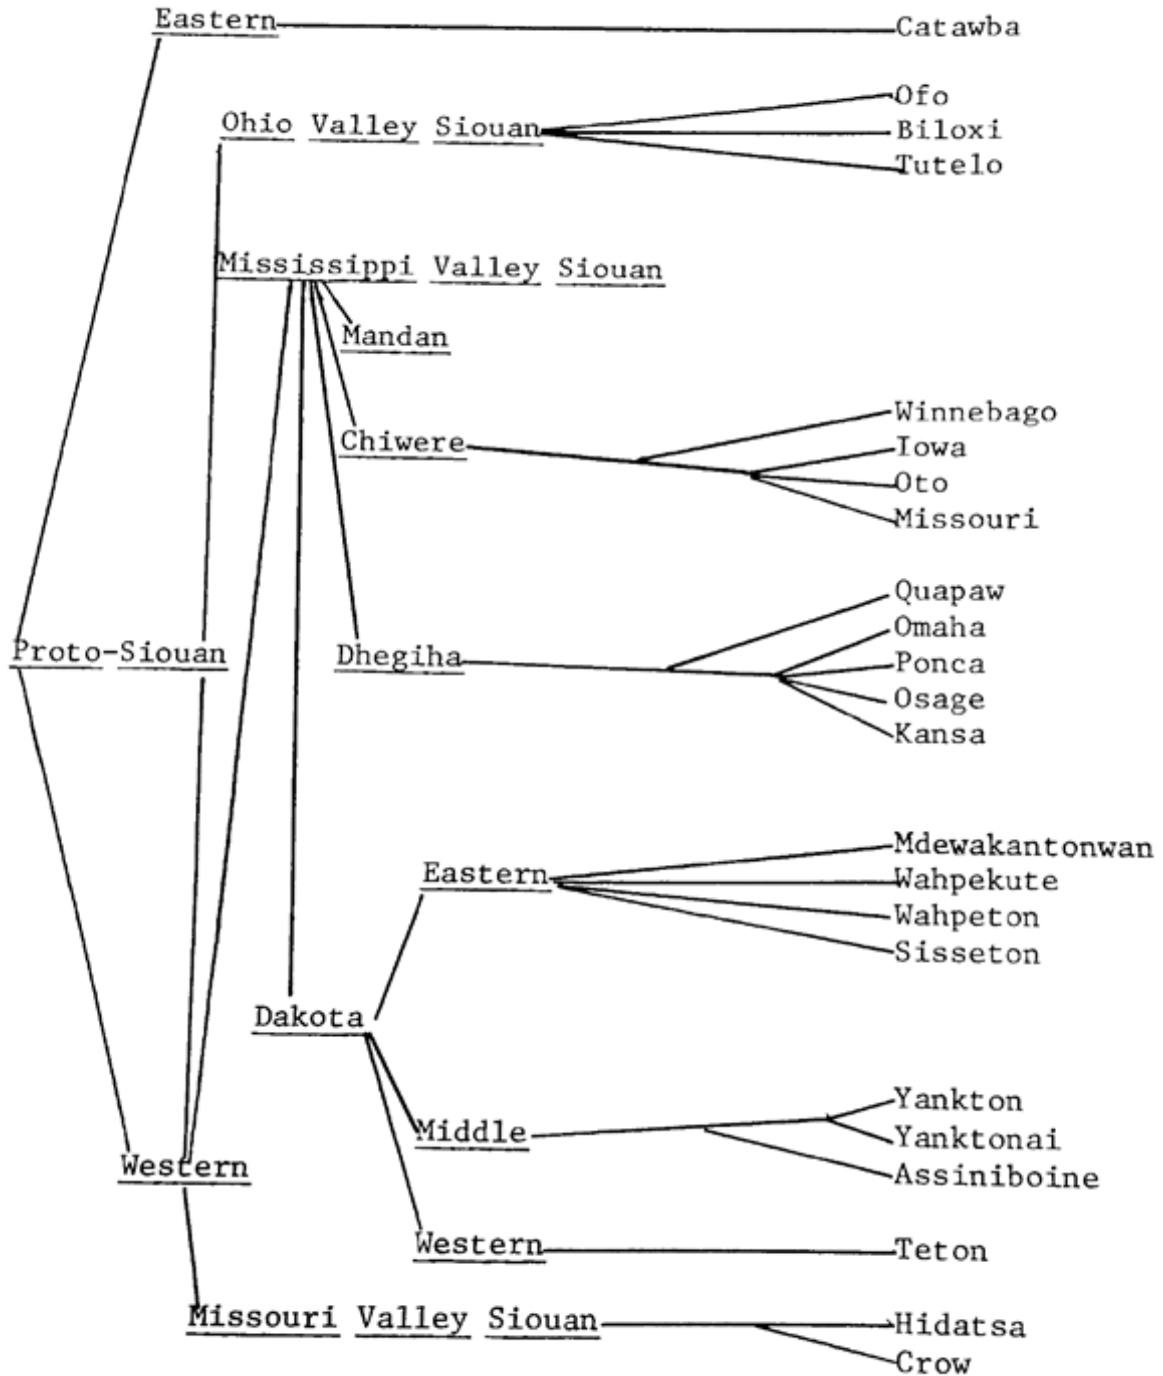 Eastern Catawba
Ofo
Ohio Valley Siouan Biloxi
Tutelo
Mississippi Valley Siouan
Mandan
Winnebago
Chiwere Iowa
Oto
Missouri
Quapaw
Omaha
Proto-Siouan Dhegiha Ponca
Osage
Kansa
Mdewakantonwan
Eastern Wahpekute
Wahpeton
Sisseton
Dakota
Yankton
Middle Yanktonai
Western Assiniboine
Western Teton
Missouri Valley Siouan Hidatsa
Crow